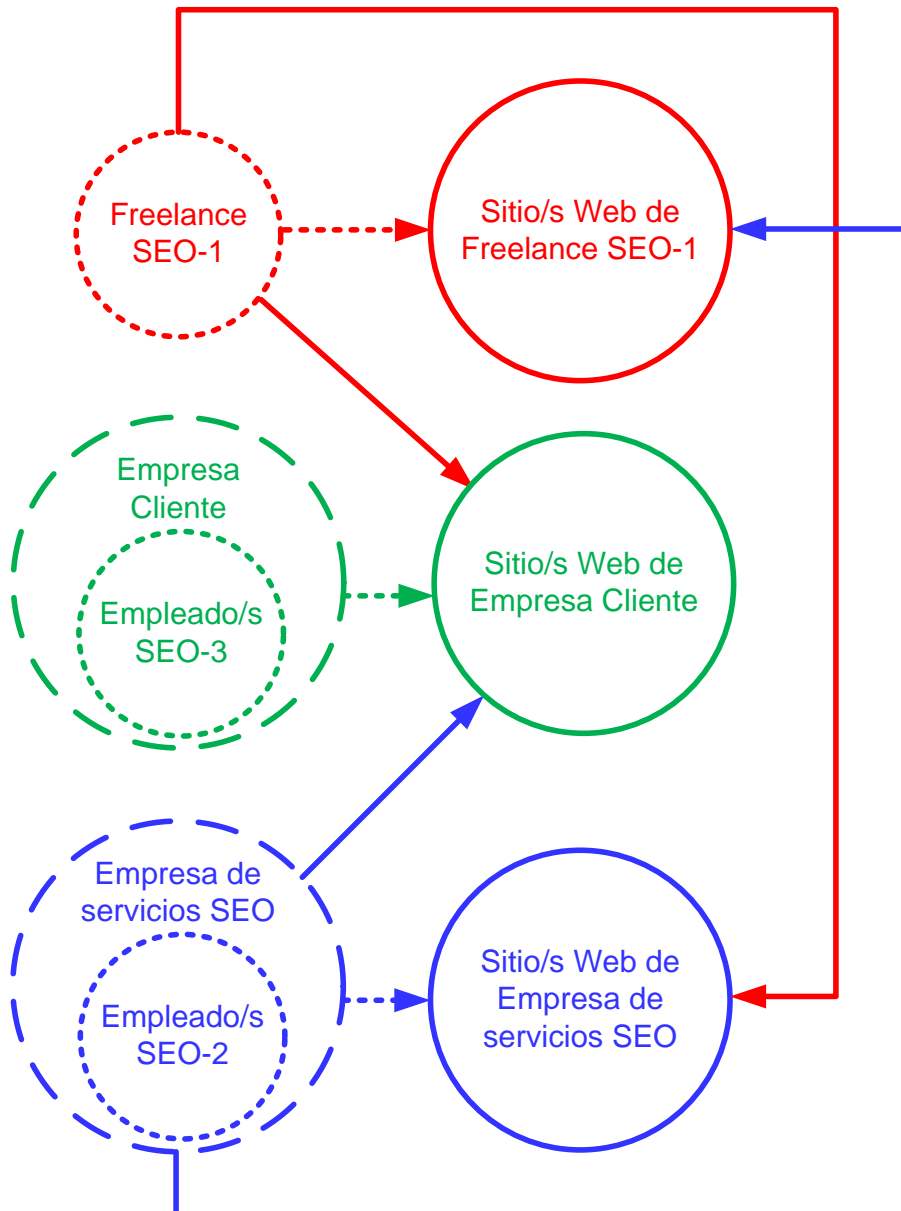 Freelance
SEO-1
Sitio/s Web de
Freelance SEO-1
Empresa
Cliente
Empleado/s
SEO-3
Sitio/s Web de
Empresa Cliente
Empresa de
servicios SEO
Empleado/s
SEO-2
Sitio/s Web de
Empresa de
servicios SEO